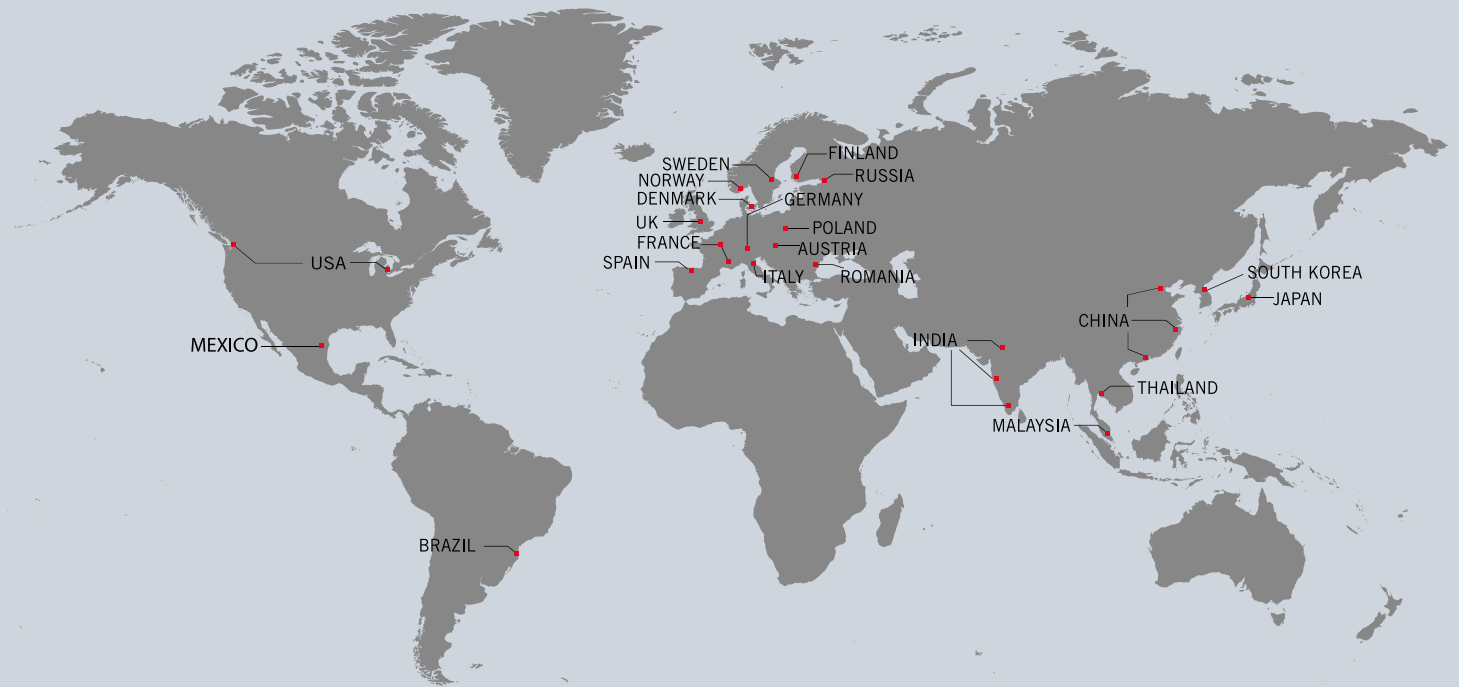 SWEDEN
FINLAND
NORWAY
RUSSIA
DENMARK
GERMANY
UK
POLAND
FRANCE
AUSTRIA
SPAIN
USA
ITALY
ROMANIA
SOUTH KOREA
JAPAN
CHINA
MEXICO
INDIA
THAILAND
MALAYSIA
BRAZIL